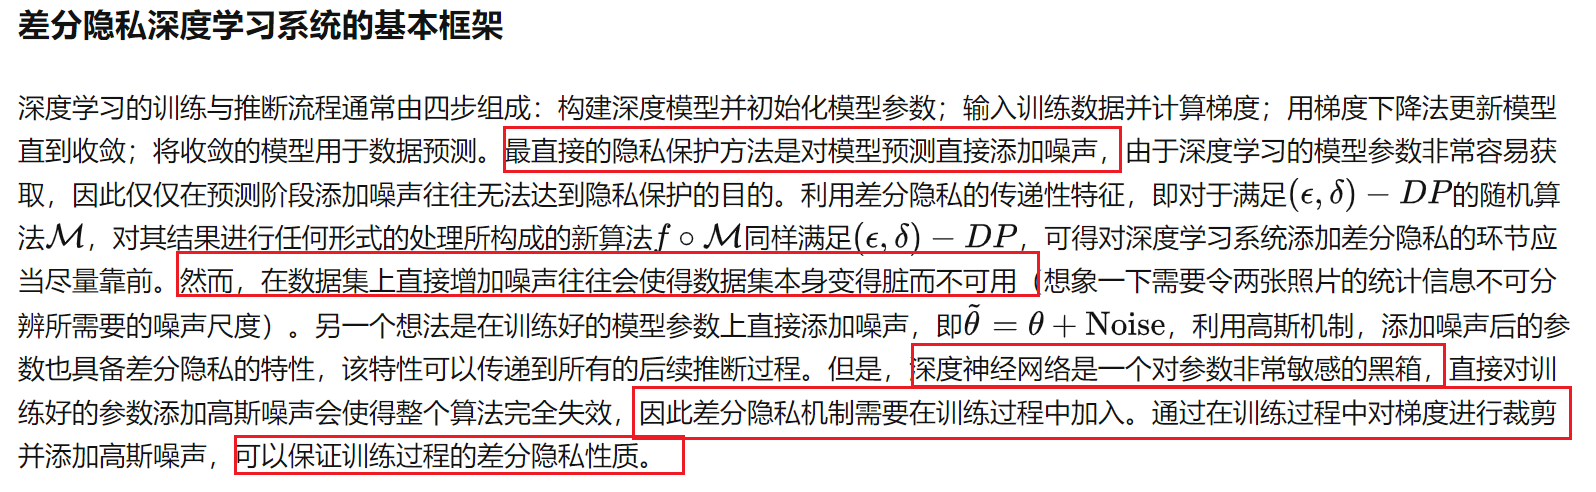 差分隐私深度学习系统的基本框架
深度学习的训练与推断流程通常由四步组成：构建深度模型并初始化模型参数；输入训练数据并计算梯度；用梯度下降法更新模型
直到收敛；将收敛的模型用于数据预测。最直接的隐私保护方法是对模型预测直接添加噪声，由于深度学习的模型参数非常容易获
取，因此仅仅在预测阶段添加噪声往往无法达到隐私保护的目的。利用差分隐私的传递性特征，即对于满足(ϵ, δ) − DP的随机算
法ℳ，对其结果进行任何形式的处理所构成的新算法f ∘ ℳ同样满足(ϵ, δ) − DP，可得对深度学习系统添加差分隐私的环节应
当尽量靠前。然而，在数据集上直接增加噪声往往会使得数据集本身变得脏而不可用（想象一下需要令两张照片的统计信息不可分
辨所需要的噪声尺度）。另一个想法是在训练好的模型参数上直接添加噪声，即θ̃ = θ + Noise，利用高斯机制，添加噪声后的参
数也具备差分隐私的特性，该特性可以传递到所有的后续推断过程。但是，深度神经网络是一个对参数非常敏感的黑箱，直接对训
练好的参数添加高斯噪声会使得整个算法完全失效，因此差分隐私机制需要在训练过程中加入。通过在训练过程中对梯度进行裁剪
并添加高斯噪声，可以保证训练过程的差分隐私性质。